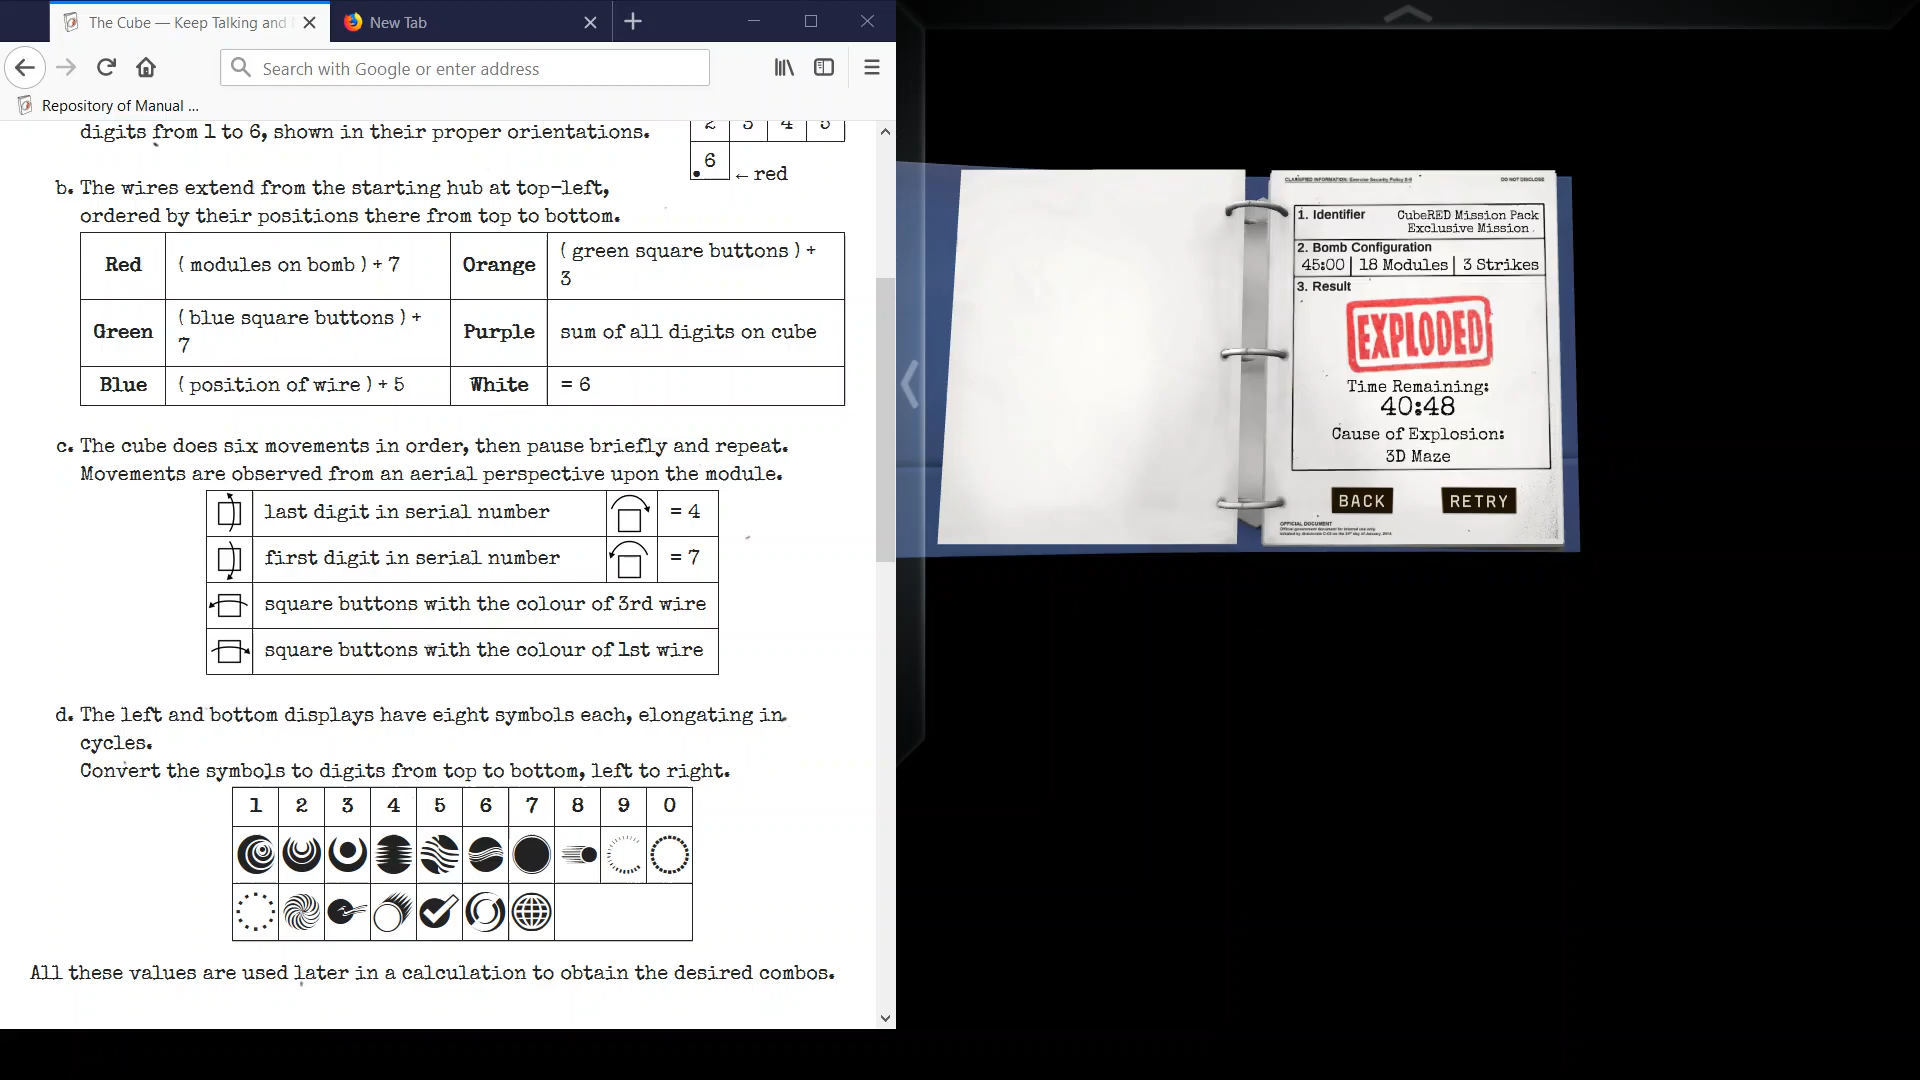 The Cube — Keep Talking and
New Tab
Search with Google or enter address
Repository of Manual ...
digits from 1 to 6, shown in their proper orientations.
2 3 4 5
6
← red
b. The wires extend from the starting hub at top-left,
ordered by their positions there from top to bottom.
Red ( modules on bomb ) + 7 Orange ( green square buttons ) +
3
Green ( blue square buttons ) +
7
Purple sum of all digits on cube
Blue ( position of wire ) + 5 White = 6
c. The cube does six movements in order, then pause briefly and repeat.
Movements are observed from an aerial perspective upon the module.
last digit in serial number = 4
first digit in serial number = 7
square buttons with the colour of 3rd wire
square buttons with the colour of 1st wire
d. The left and bottom displays have eight symbols each, elongating in
cycles.
Convert the symbols to digits from top to bottom, left to right.
1 2 3 4 5 6 7 8 9 0
All these values are used later in a calculation to obtain the desired combos.
DO NOT DISCLOSE
1. Identifier
CubeRED Mission Pack
Exclusive Mission.
2. Bomb Configuration
45:00 | 18 Modules | 3 Strikes
3. Result
EXPLODED
Time Remaining:
40:48
Cause of Explosion:
3D Maze
BACK RETRY
OFFICIAL DOCUMENT